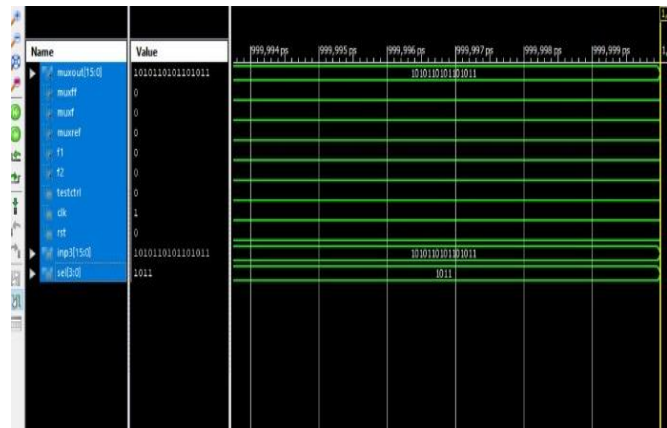 Name Value
999,994 ps 999,995 ps 999,996 ps 999,997 ps 999,998 ps 999,999 ps
muxout[15:0] 1010110101101011 1010110101101011
muxff 0
muxf 0
muxref 0
f1 0
f2 0
testctrl 0
clk 1
rst 0
inp3[15:0] 1010110101101011 1010110101101011
sel[3:0] 1011 1011